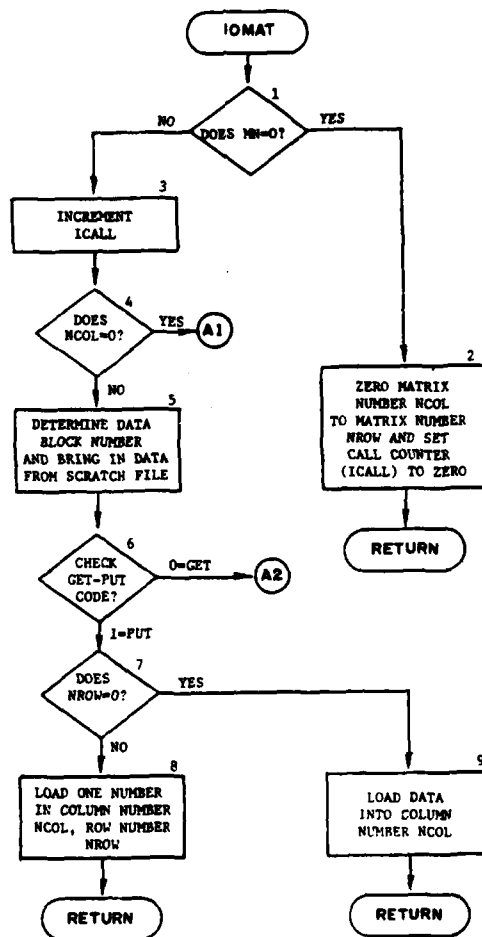 IOMAT
1
NO
DOES MN=0?
YES
3
INCREMENT
ICALL
4
DOES
NCOL=0?
YES
A1
NO
2
ZERO MATRIX
NUMBER NCOL
TO MATRIX NUMBER
NROW AND SET
CALL COUNTER
(ICALL) TO ZERO
RETURN
5
DETERMINE DATA
BLOCK NUMBER
AND BRING IN DATA
FROM SCRATCH FILE
6
CHECK
GET-PUT
CODE?
0=GET
A2
1=PUT
7
DOES
NROW=0?
YES
NO
8
LOAD ONE NUMBER
IN COLUMN NUMBER
NCOL, ROW NUMBER
NROW
RETURN
9
LOAD DATA
INTO COLUMN
NUMBER NCOL
RETURN